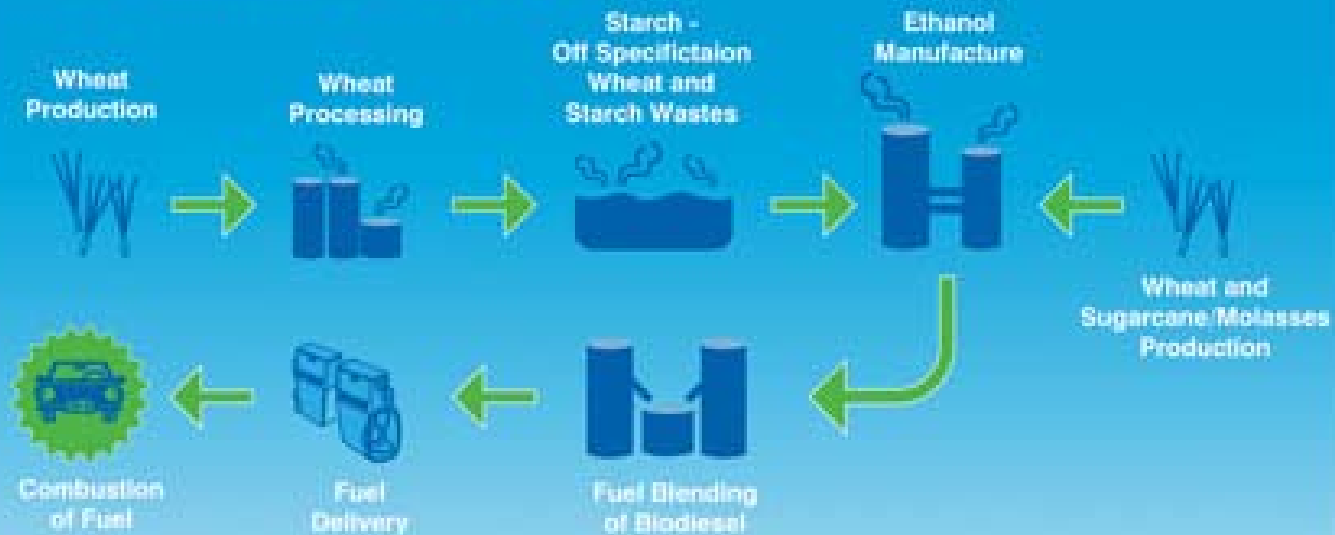 Wheat
Production
Wheat
Processing
Starch -
Off Specifictaion
Wheat and
Starch Wastes
Ethanol
Manufacture
Wheat and
Sugarcane/Molasses
Production
Combustion
of Fuel
Fuel
Delivery
Fuel Blending
of Biodiesal